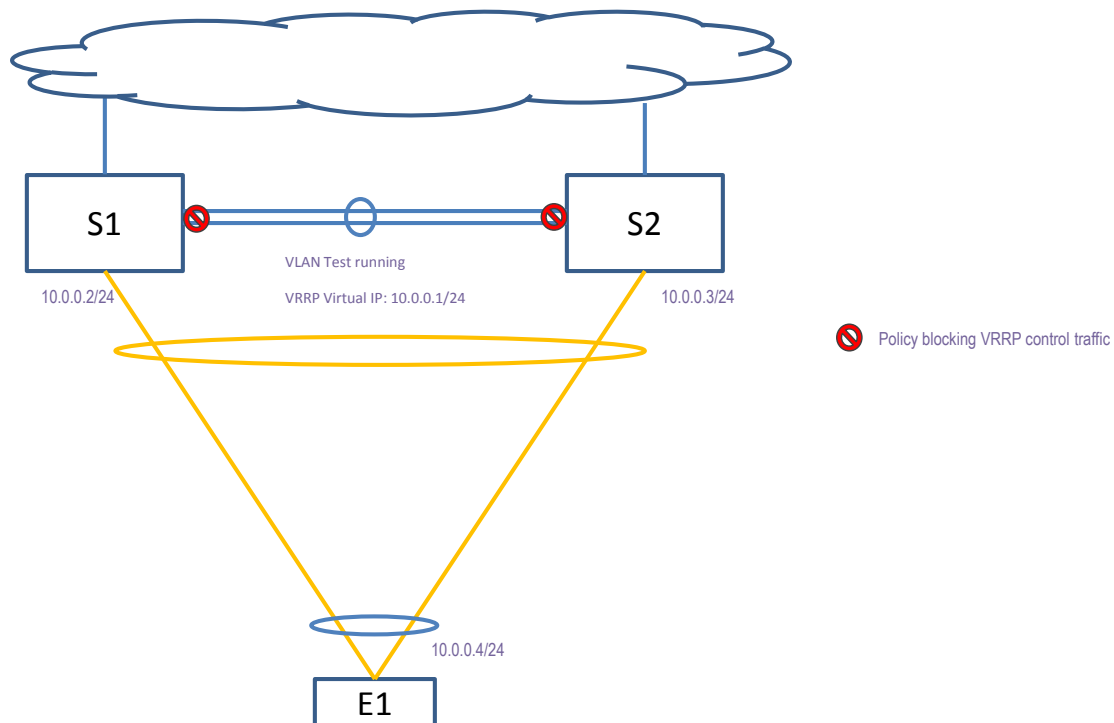 S1
S2
VLAN Test running
10.0.0.2/24
VRRP Virtual IP: 10.0.0.1/24
10.0.0.3/24
Policy blocking VRRP control traffic
10.0.0.4/24
E1